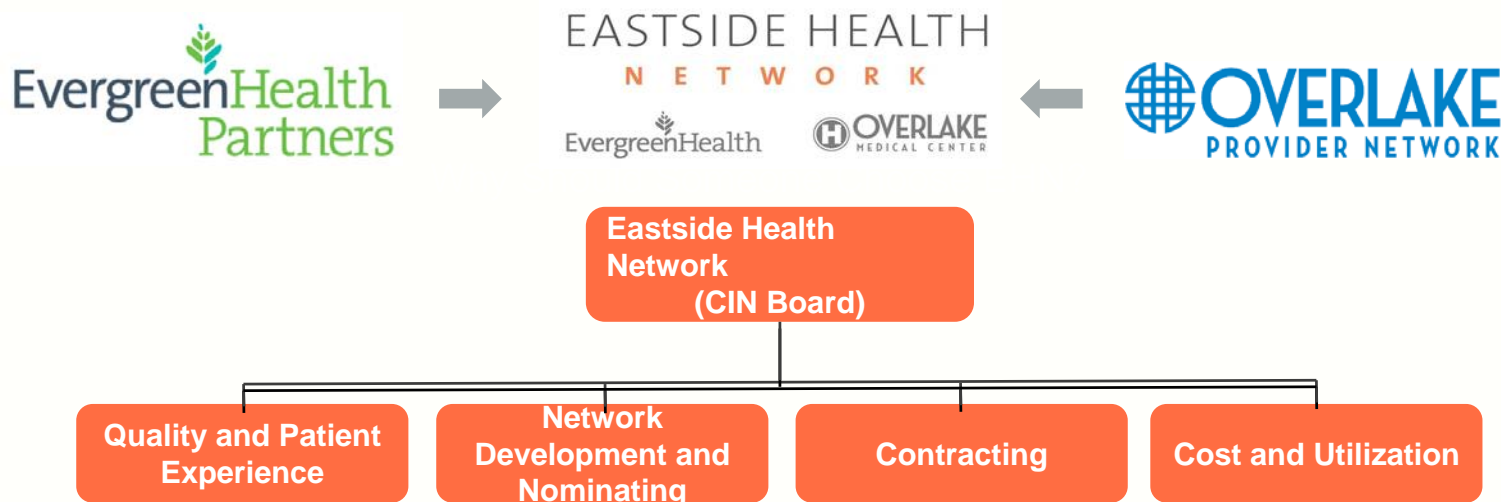 EvergreenHealth
Partners
EASTSIDE HEALTH
NETWORK
EvergreenHealth
H OVERLAKE
MEDICAL CENTER
OVERLAKE
PROVIDER NETWORK
Eastside Health
Network
(CIN Board)
Quality and Patient
Experience
Network
Development and
Nominating
Contracting
Cost and Utilization